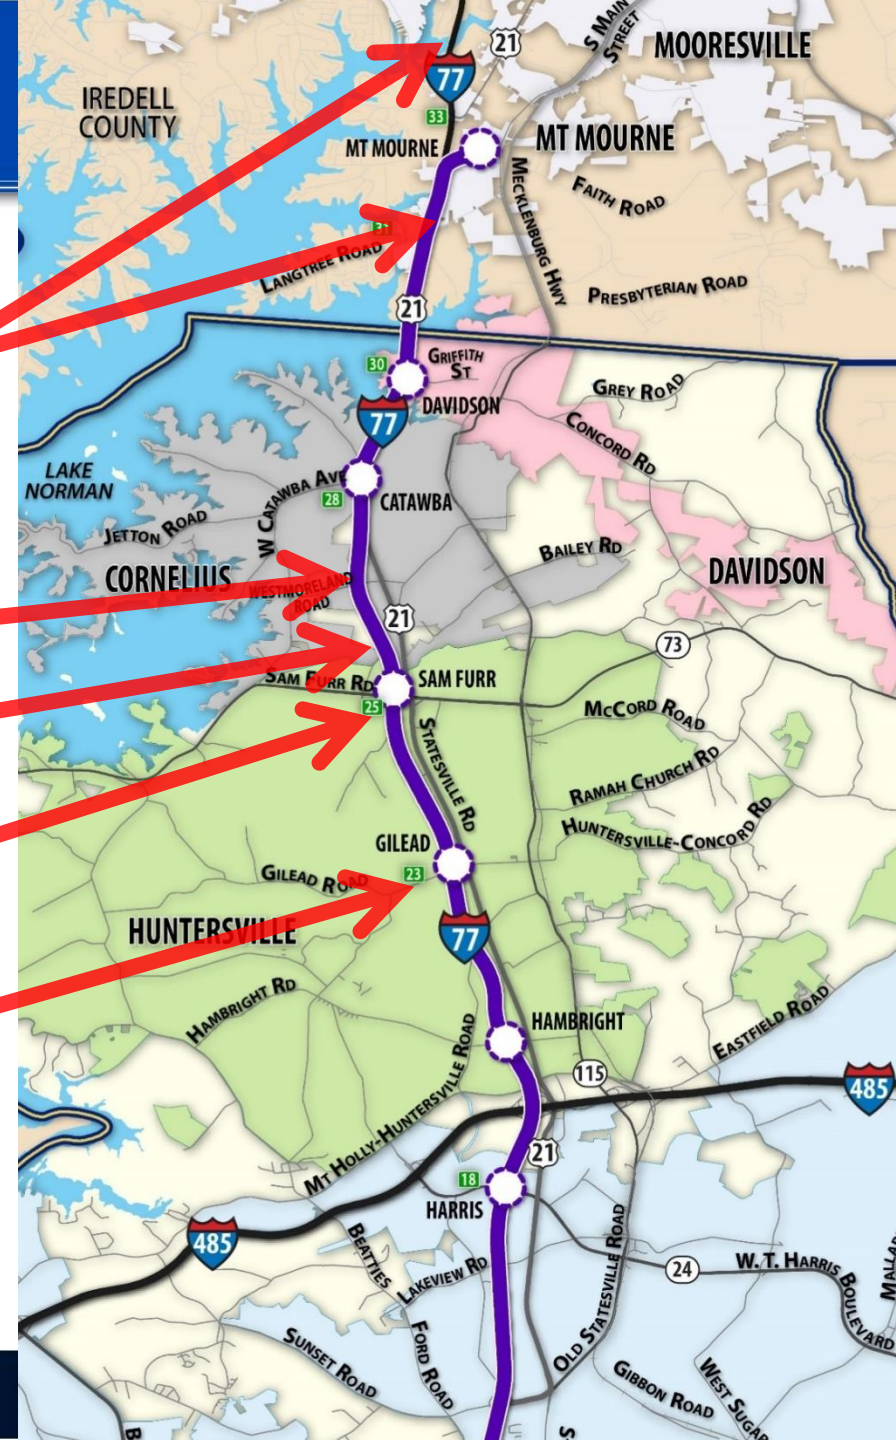 21
S MAIN
STREET
MOORESVILLE
77
IREDELL
COUNTY
33
MT MOURNE
MT MOURNE
MECKLENBURG HWY
FAITH ROAD
31
LANGTREE ROAD
PRESBYTERIAN ROAD
21
30
GRIFFITH
ST
GREY ROAD
77
DAVIDSON
CONCORD RD
LAKE
NORMAN
W CATAWBA AVE
28
CATAWBA
JETTON ROAD
BAILEY RD
CORNELIUS
WESTMORELAND
ROAD
DAVIDSON
21
73
SAM FURR RD
SAM FURR
25
MCCORD ROAD
STATESVILLE RD
RAMAH CHURCH RD
HUNTERSVILLE-CONCORD RD
GILEAD
GILEAD ROAD
23
HUNTERSVILLE
77
HAMBRIGHT RD
HAMBRIGHT
EASTFIELD ROAD
115
485
MT HOLLY-HUNTERSVILLE ROAD
21
18
HARRIS
485
BEATTIES
FORD ROAD
LAKEVIEW RD
OLD STATESVILLE ROAD
24
W.T. HARRIS BOULEVARD
SUNSET ROAD
GIBBON ROAD
WEST SUGAR
B
S